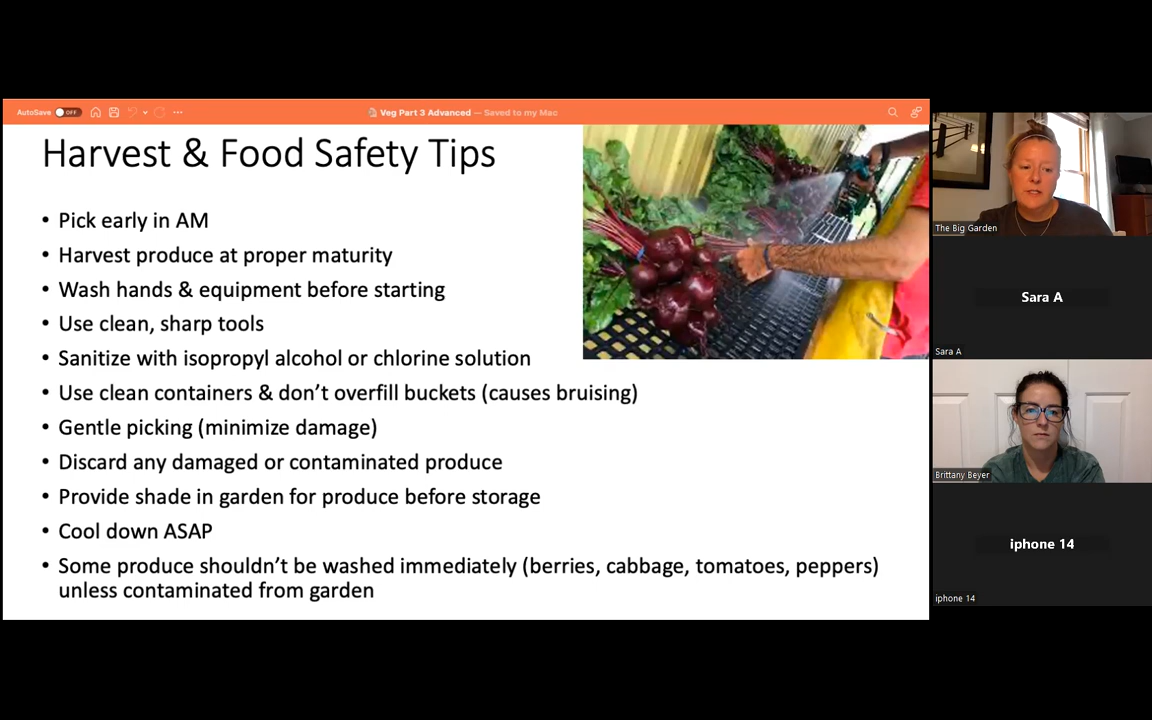 AutoSave OFF
Veg Part 3 Advanced — Saved to my Mac
Harvest & Food Safety Tips
• Pick early in AM
• Harvest produce at proper maturity
• Wash hands & equipment before starting
• Use clean, sharp tools
• Sanitize with isopropyl alcohol or chlorine solution
• Use clean containers & don’t overfill buckets (causes bruising)
• Gentle picking (minimize damage)
• Discard any damaged or contaminated produce
• Provide shade in garden for produce before storage
• Cool down ASAP
• Some produce shouldn’t be washed immediately (berries, cabbage, tomatoes, peppers)
unless contaminated from garden
The Big Garden
Sara A
Sara A
Brittany Beyer
iphone 14
iphone 14